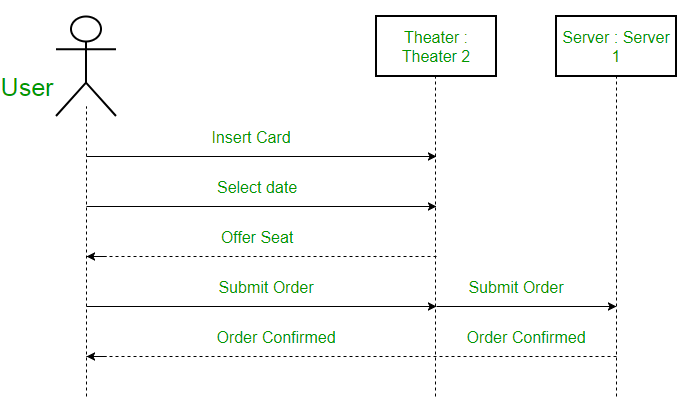 Theater :
Theater 2
Server : Server
1
User
Insert Card
Select date
Offer Seat
Submit Order
Submit Order
Order Confirmed
Order Confirmed